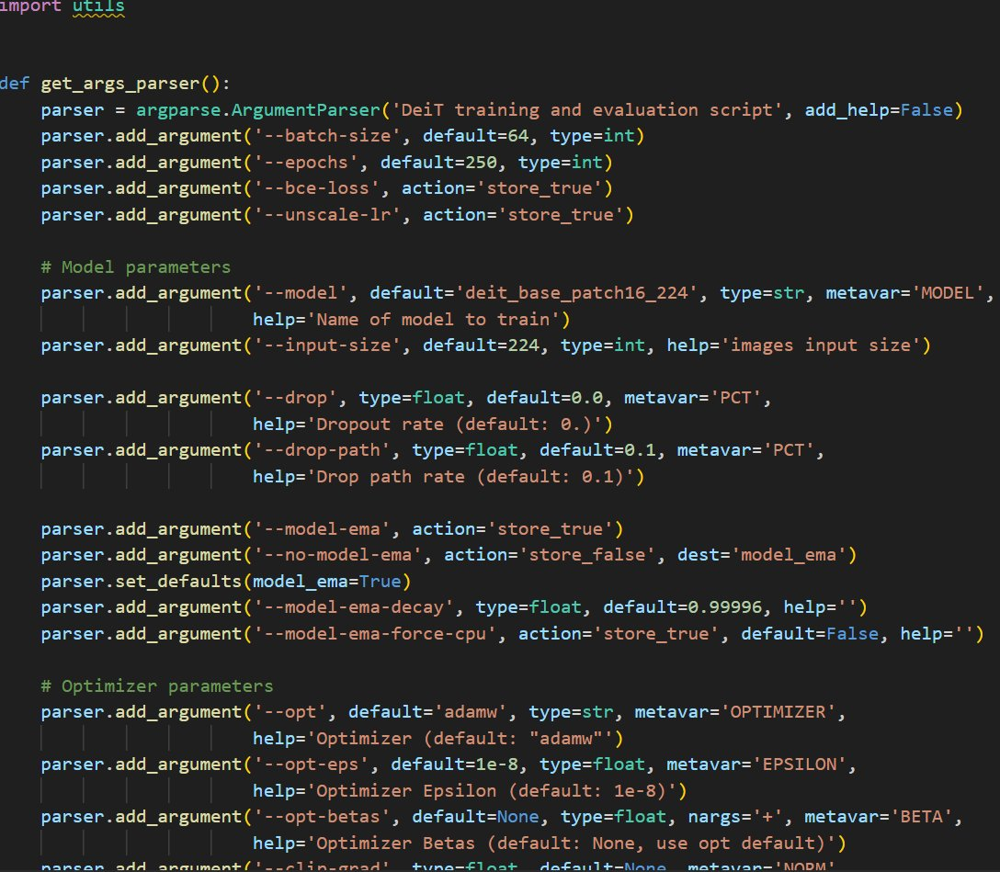 import utils
def get_args_parser():
    parser = argparse.ArgumentParser('DeiT training and evaluation script', add_help=False)
    parser.add_argument('--batch-size', default=64, type=int)
    parser.add_argument('--epochs', default=250, type=int)
    parser.add_argument('--bce-loss', action='store_true')
    parser.add_argument('--unscale-lr', action='store_true')
    # Model parameters
    parser.add_argument('--model', default='deit_base_patch16_224', type=str, metavar='MODEL',
                        help='Name of model to train')
    parser.add_argument('--input-size', default=224, type=int, help='images input size')
    parser.add_argument('--drop', type=float, default=0.0, metavar='PCT',
                        help='Dropout rate (default: 0.)')
    parser.add_argument('--drop-path', type=float, default=0.1, metavar='PCT',
                        help='Drop path rate (default: 0.1)')
    parser.add_argument('--model-ema', action='store_true')
    parser.add_argument('--no-model-ema', action='store_false', dest='model_ema')
    parser.set_defaults(model_ema=True)
    parser.add_argument('--model-ema-decay', type=float, default=0.99996, help='')
    parser.add_argument('--model-ema-force-cpu', action='store_true', default=False, help='')
    # Optimizer parameters
    parser.add_argument('--opt', default='adamw', type=str, metavar='OPTIMIZER',
                        help='Optimizer (default: "adamw"')
    parser.add_argument('--opt-eps', default=1e-8, type=float, metavar='EPSILON',
                        help='Optimizer Epsilon (default: 1e-8)')
    parser.add_argument('--opt-betas', default=None, type=float, nargs='+', metavar='BETA',
                        help='Optimizer Betas (default: None, use opt default)')
    parser.add_argument('--clip-grad', type=float, default=None, metavar='NORM',